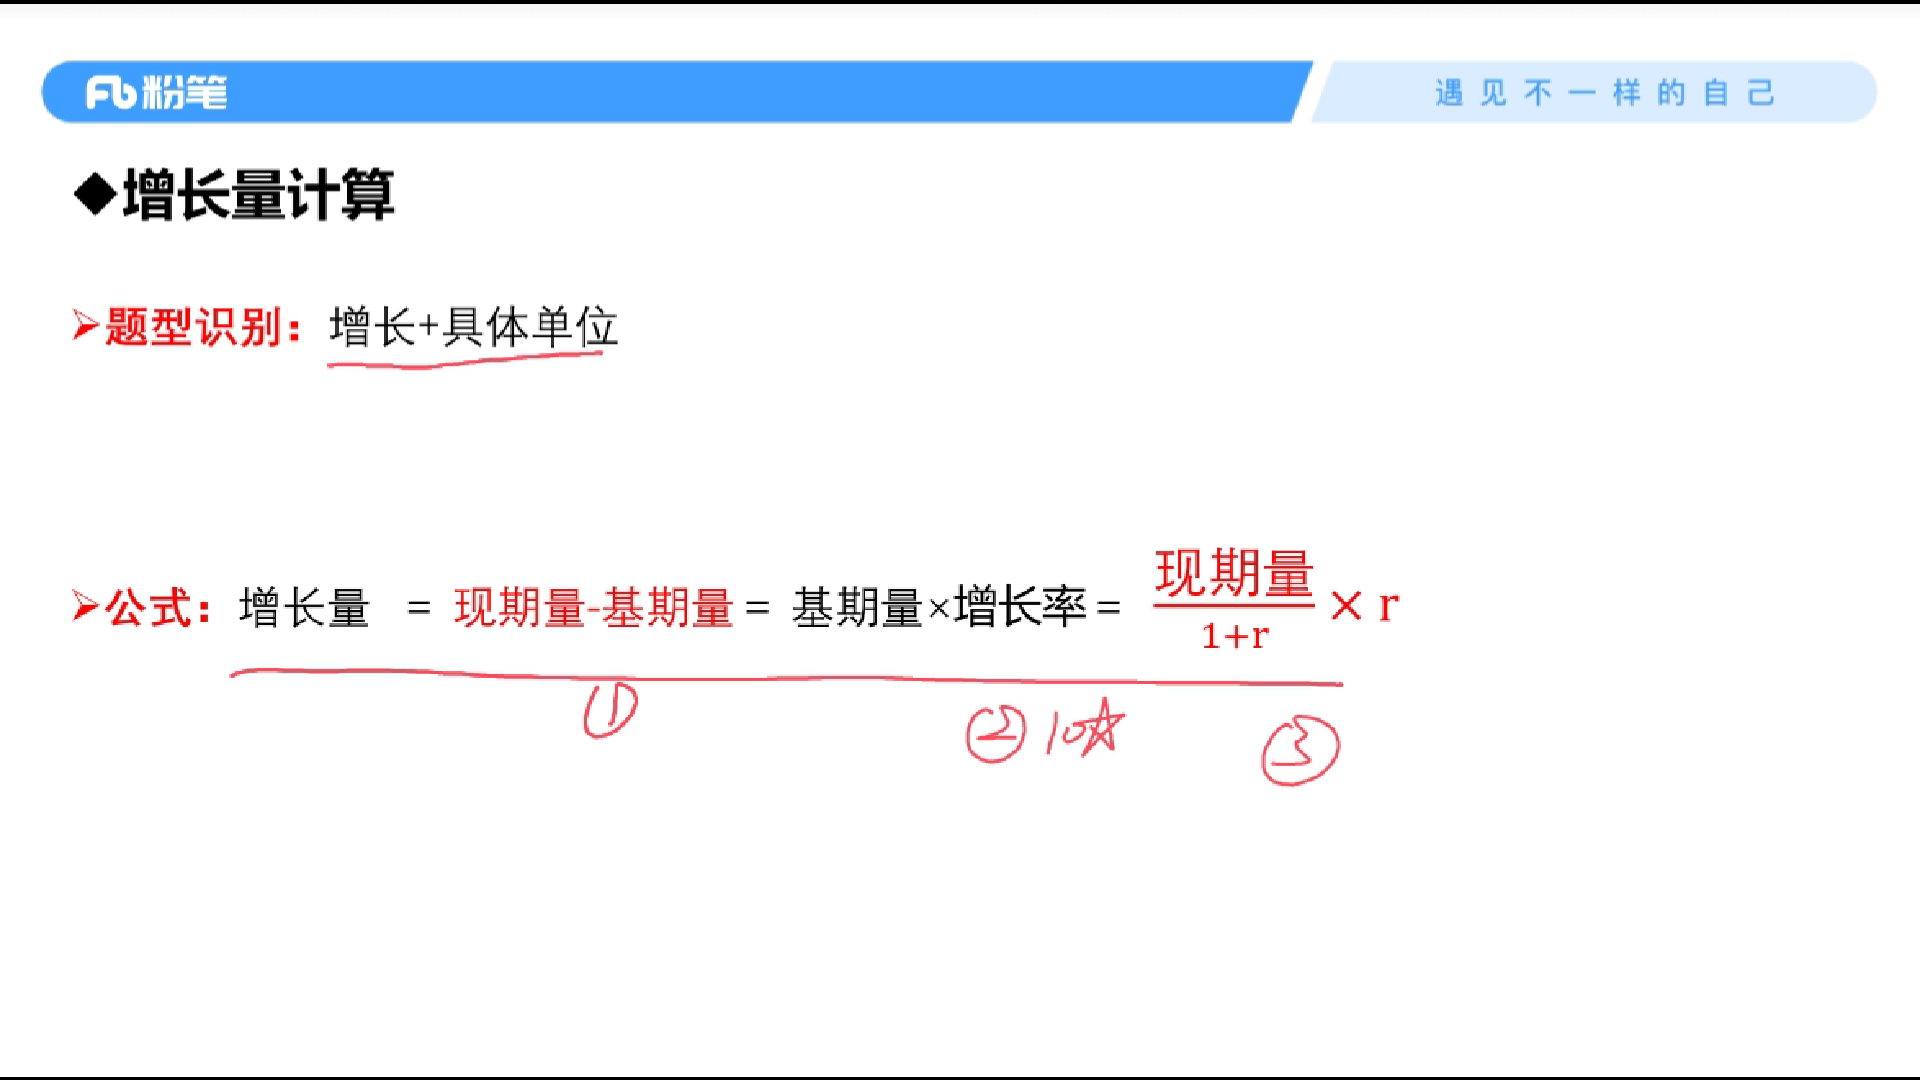 Fb粉笔 遇见不一样的自己
◆增长量计算
➢题型识别：增长+具体单位
➢公式：增长量 = 现期量-基期量 = 基期量×增长率 = 现期量/1+r × r
① ② 10☆ ③